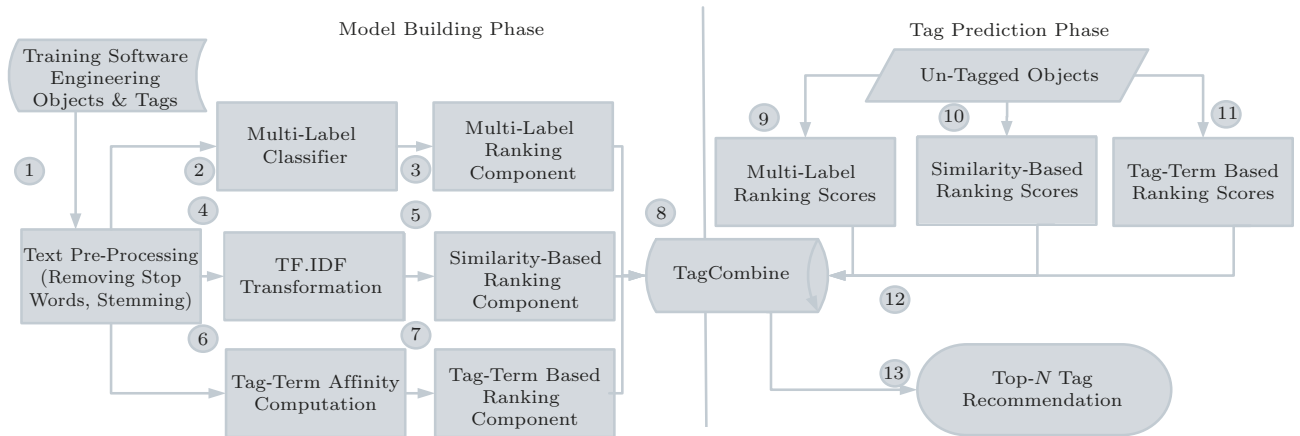 Model Building Phase
Tag Prediction Phase
Training Software
Engineering
Objects & Tags
Un-Tagged Objects
1
2
3
4
5
6
7
8
9
10
11
12
13
Multi-Label
Classifier
Multi-Label
Ranking
Component
Text Pre-Processing
(Removing Stop
Words, Stemming)
TF.IDF
Transformation
Similarity-Based
Ranking
Component
Tag-Term Affinity
Computation
Tag-Term Based
Ranking
Component
TagCombine
Multi-Label
Ranking Scores
Similarity-Based
Ranking Scores
Tag-Term Based
Ranking Scores
Top-N Tag
Recommendation